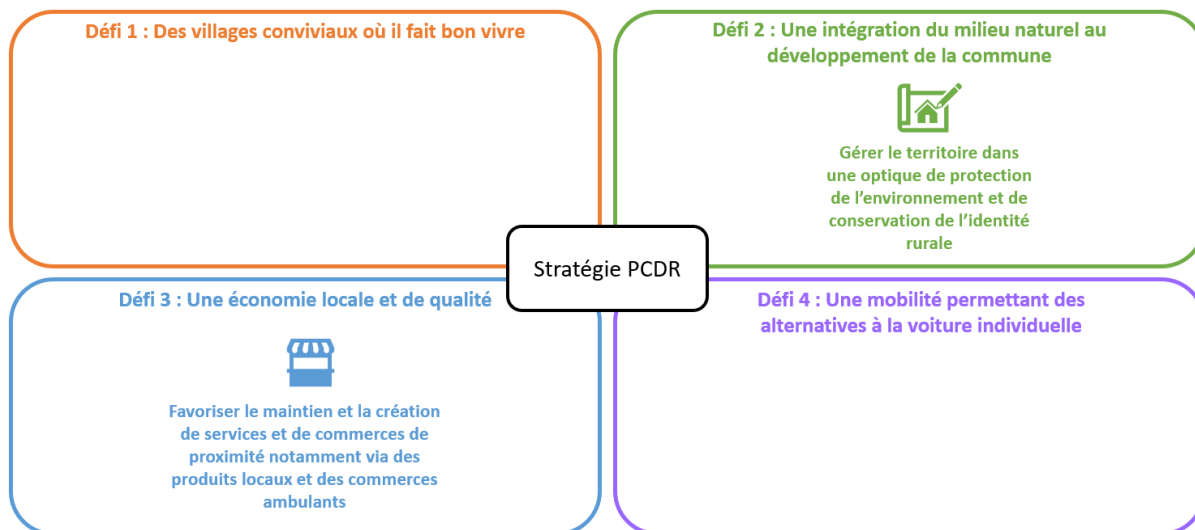 Défi 1 : Des villages conviviaux où il fait bon vivre
Défi 2 : Une intégration du milieu naturel au
développement de la commune
Gérer le territoire dans
une optique de protection
de l’environnement et de
conservation de l’identité
rurale
Stratégie PCDR
Défi 3 : Une économie locale et de qualité
Favoriser le maintien et la création
de services et de commerces de
proximité notamment via des
produits locaux et des commerces
ambulants
Défi 4 : Une mobilité permettant des
alternatives à la voiture individuelle